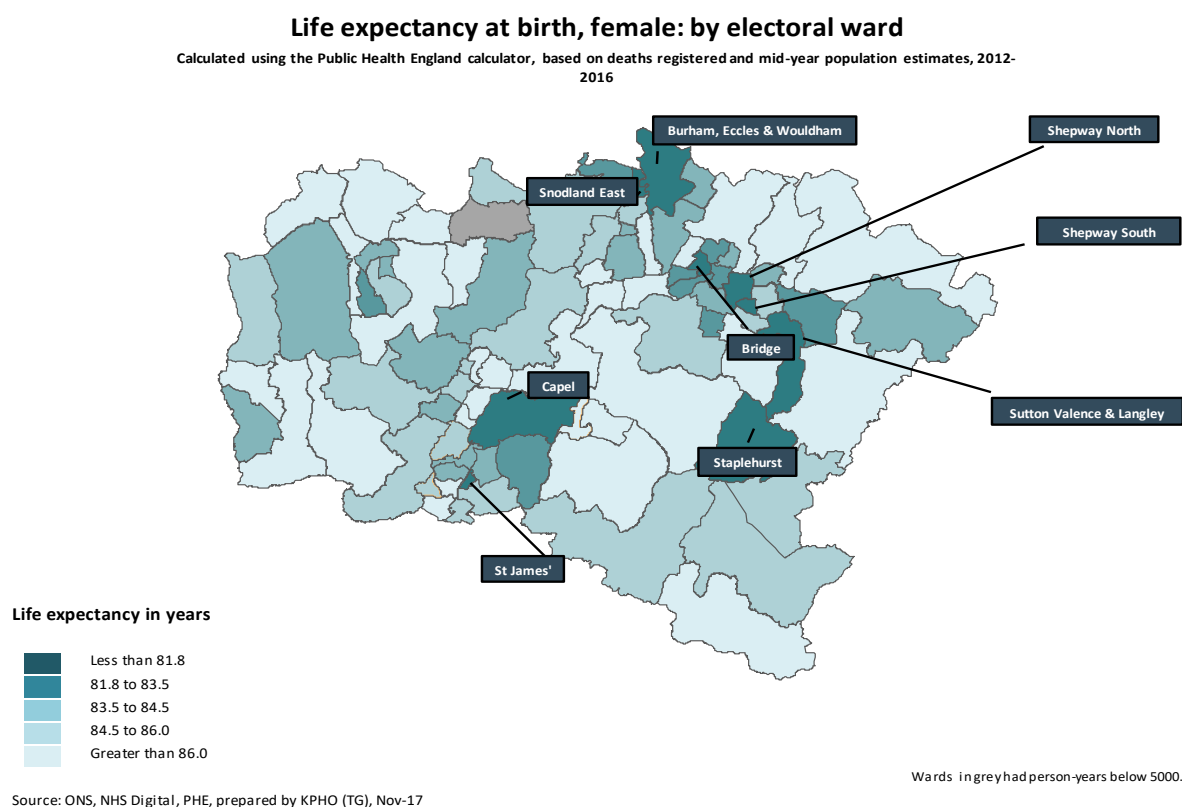 Life expectancy at birth, female: by electoral ward
Calculated using the Public Health England calculator, based on deaths registered and mid-year population estimates, 2012-
2016
Burham, Eccles & Wouldham
Shepway North
Snodland East
Shepway South
Bridge
Capel
Sutton Valence & Langley
Staplehurst
St James'
Life expectancy in years
Less than 81.8
81.8 to 83.5
83.5 to 84.5
84.5 to 86.0
Greater than 86.0
Wards in grey had person-years below 5000.
Source: ONS, NHS Digital, PHE, prepared by KPHO (TG), Nov-17